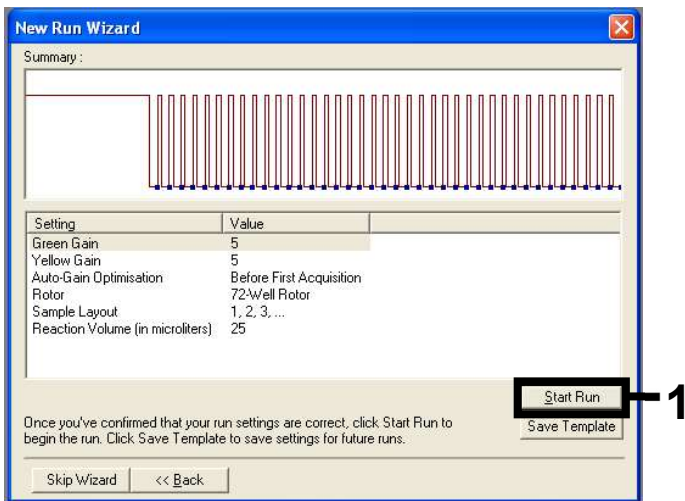 New Run Wizard
Summary :
Setting Value
Green Gain 5
Yellow Gain 5
Auto-Gain Optimisation Before First Acquisition
Rotor 72-Well Rotor
Sample Layout 1, 2, 3, ...
Reaction Volume (in microliters) 25
Start Run
1
Once you've confirmed that your run settings are correct, click Start Run to
begin the run. Click Save Template to save settings for future runs.
Save Template
Skip Wizard << Back